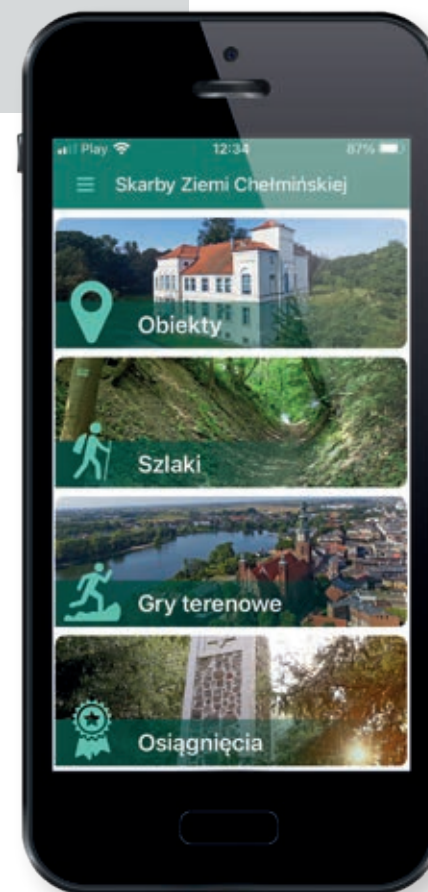 Play 12:34 87%
Skarby Ziemi Chełmińskiej
Obiekty
Szlaki
Gry terenowe
Osiągnięcia